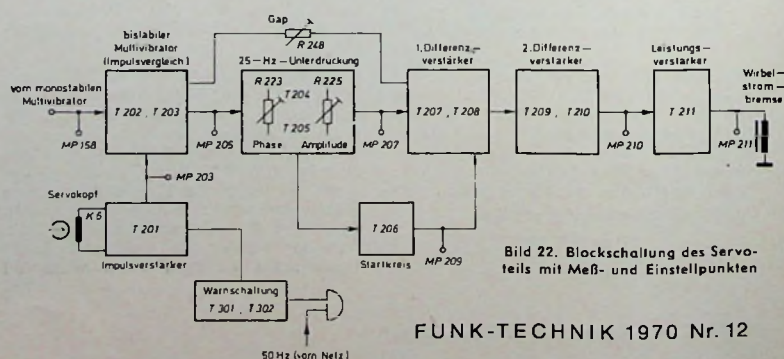 Gap
R 248
bistabiler
Multivibrator
(Impulsvergleich)
25-Hz-Unterdrückung
1. Differenz-
verstärker
2. Differenz-
verstärker
Leistungs-
verstärker
Wirbel-
strom-
bremse
vom monostabilen
Multivibrator
T 202, T 203
R 273
R 225
T 204
T 205
Phase
Amplitude
T 207, T 208
T 209, T 210
T 211
MP 158
MP 205
MP 207
MP 210
MP 211
MP 203
Servokopf
K 6
T 201
Impulsverstärker
T 206
Startkreis
MP 209
Warnschaltung
T 301, T 302
50 Hz (vom Netz)
Bild 22. Blockschaltung des Servo-
teils mit Meß- und Einstellpunkten
FUNK-TECHNIK 1970 Nr. 12